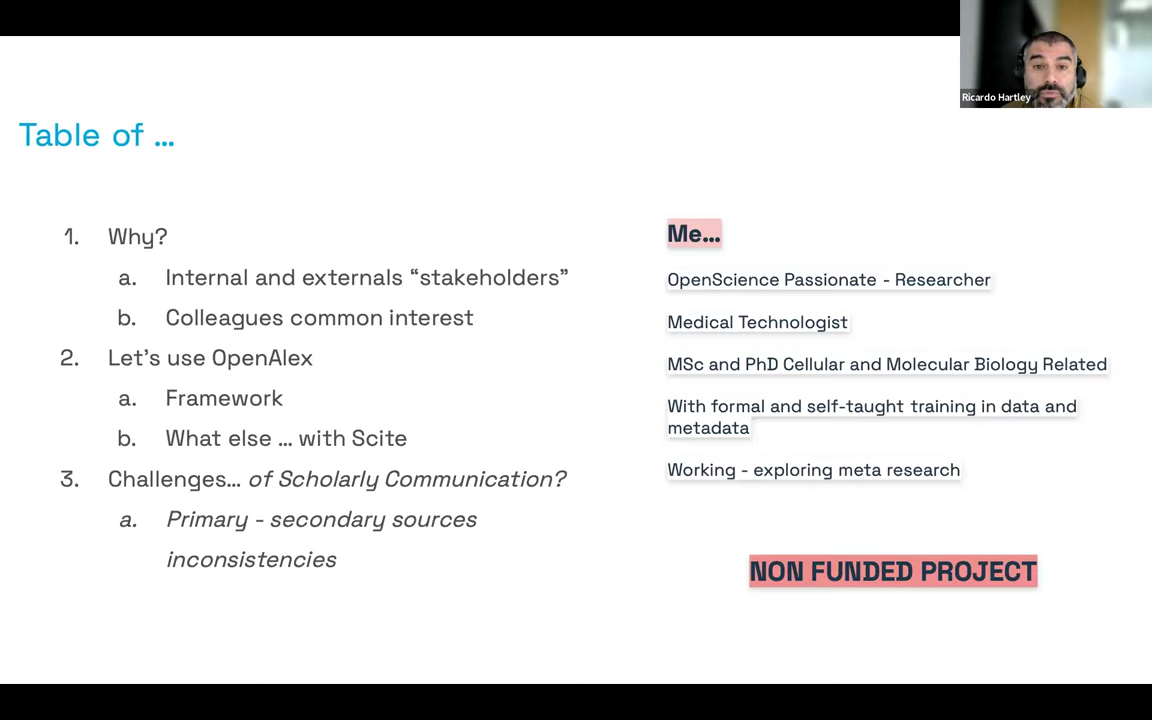 Ricardo Hartley
Table of ...
1. Why?
a. Internal and externals “stakeholders”
b. Colleagues common interest
2. Let’s use OpenAlex
a. Framework
b. What else ... with Scite
3. Challenges... of Scholarly Communication?
a. Primary - secondary sources
inconsistencies
Me...
OpenScience Passionate - Researcher
Medical Technologist
MSc and PhD Cellular and Molecular Biology Related
With formal and self-taught training in data and
metadata
Working - exploring meta research
NON FUNDED PROJECT